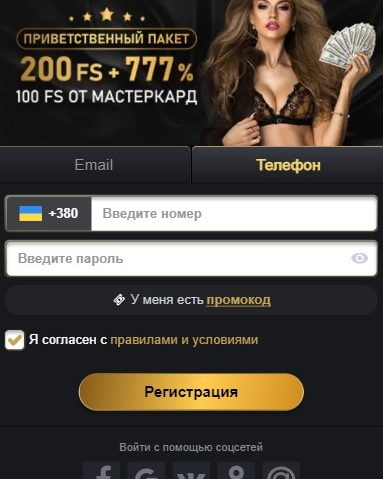 ПРИВЕТСТВЕННЫЙ ПАКЕТ
200 FS + 777%
100 FS ОТ МАСТЕРКАРД
Email
Телефон
+380
Введите номер
Введите пароль
У меня есть промокод
Я согласен с правилами и условиями
Регистрация
Войти с помощью соцсетей